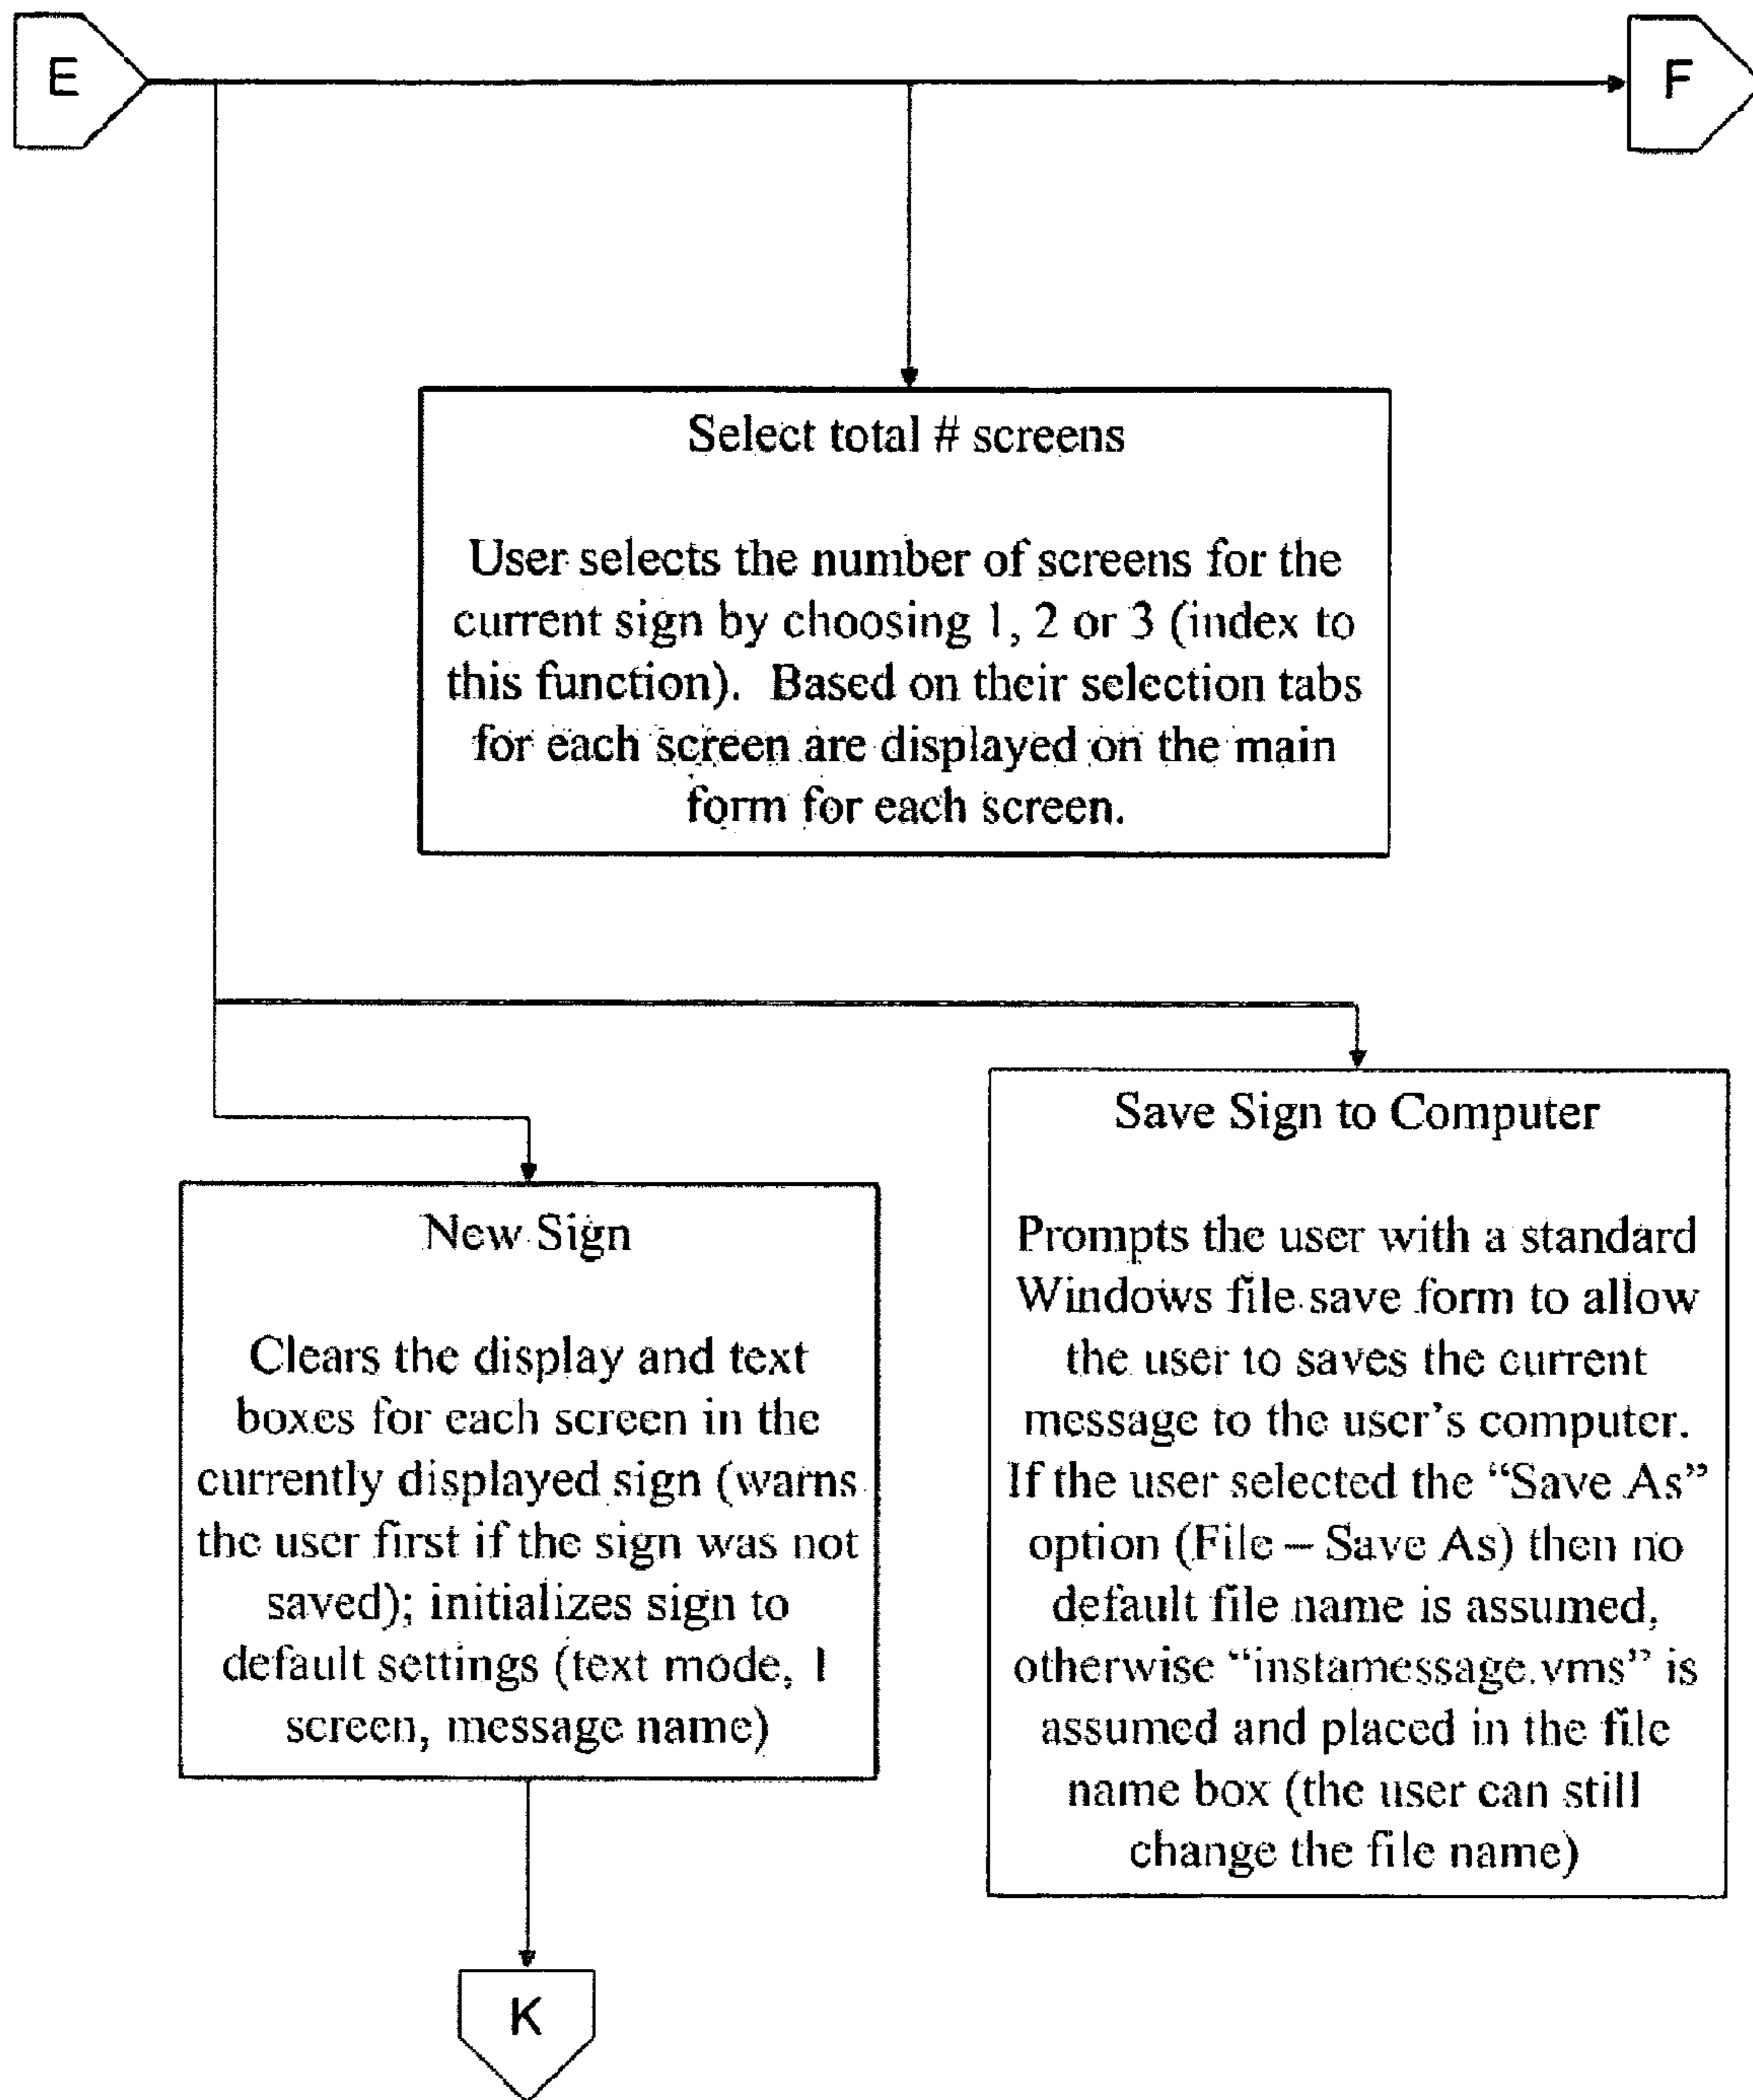 E
F
Select total # screens
User selects the number of screens for the
current sign by choosing 1, 2 or 3 (index to
this function).  Based on their selection tabs
for each screen are displayed on the main
form for each screen.
New Sign
Clears the display and text
boxes for each screen in the
currently displayed sign (warns
the user first if the sign was not
saved); initializes sign to
default settings (text mode, 1
screen, message name)
Save Sign to Computer
Prompts the user with a standard
Windows file save form to allow
the user to saves the current
message to the user’s computer.
If the user selected the “Save As”
option (File – Save As) then no
default file name is assumed,
otherwise “instamessage.vms” is
assumed and placed in the file
name box (the user can still
change the file name)
K